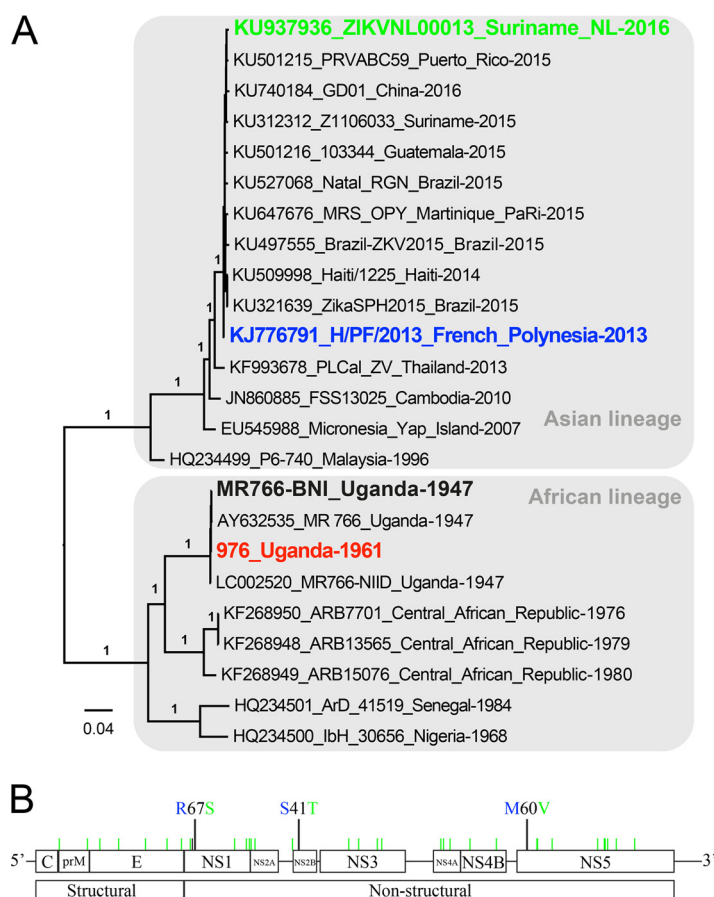 A
KU937936_ZIKVNL00013_Suriname_NL-2016
KU501215_PRVABC59_Puerto_Rico-2015
KU740184_GD01_China-2016
KU312312_Z1106033_Suriname-2015
KU501216_103344_Guatemala-2015
KU527068_Natal_RGN_Brazil-2015
KU647676_MRS_OPY_Martinique_PaRi-2015
KU497555_Brazil-ZKV2015_Brazil-2015
1
KU509998_Haiti/1225_Haiti-2014
KU321639_ZikaSPH2015_Brazil-2015
1
KJ776791_H/PF/2013_French_Polynesia-2013
1
KF993678_PLCal_ZV_Thailand-2013
1
JN860885_FSS13025_Cambodia-2010
1
EU545988_Micronesia_Yap_Island-2007
Asian lineage
HQ234499_P6-740_Malaysia-1996
MR766-BNI_Uganda-1947
African lineage
AY632535_MR 766_Uganda-1947
1
976_Uganda-1961
LC002520_MR766-NIID_Uganda-1947
1
1
KF268950_ARB7701_Central_African_Republic-1976
1
KF268948_ARB13565_Central_African_Republic-1979
1
KF268949_ARB15076_Central_African_Republic-1980
HQ234501_ArD_41519_Senegal-1984
1
HQ234500_IbH_30656_Nigeria-1968
0.04
B
R67S S41T M60V
5’ C prM E NS1 NS2A NS2B NS3 NS4A NS4B NS5 3’
Structural Non-structural